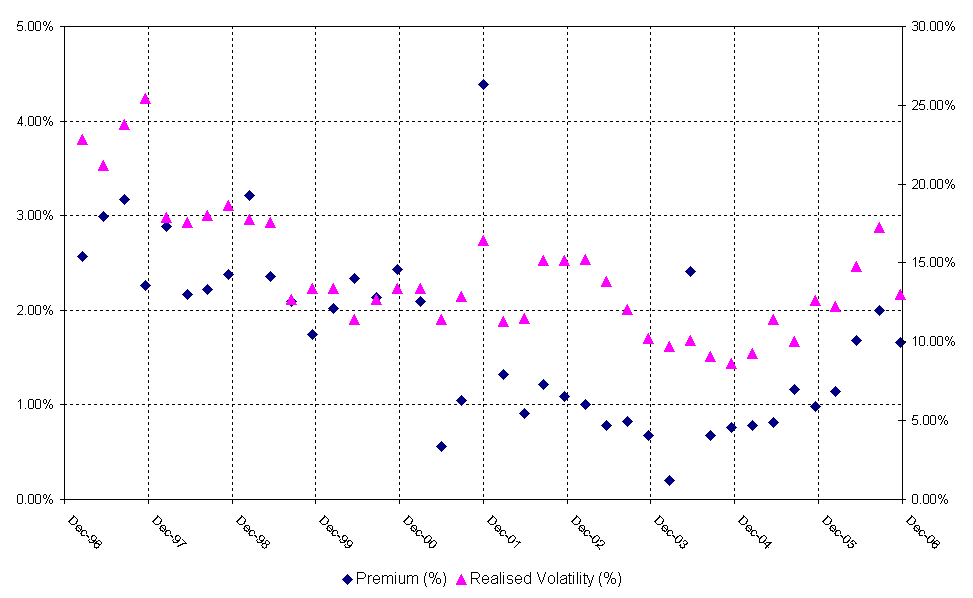 5.00%
4.00%
3.00%
2.00%
1.00%
0.00%
30.00%
25.00%
20.00%
15.00%
10.00%
5.00%
0.00%
Dec-96
Dec-97
Dec-98
Dec-99
Dec-00
Dec-01
Dec-02
Dec-03
Dec-04
Dec-05
Dec-06
Premium (%) Realised Volatility (%)